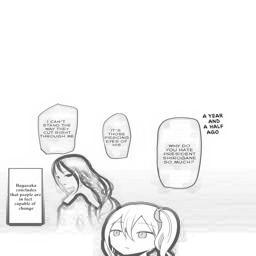 A YEAR
AND A
HALF
AGO
WHY DO
YOU HATE
PRESIDENT
SHIROGANE
SO MUCH?
IT'S
THOSE
PIERCING
EYES OF
HIS
I CAN'T
STAND THE
WAY THEY
CUT RIGHT
THROUGH ME
Hayasaka
concludes
that people are
in fact
capable of
change